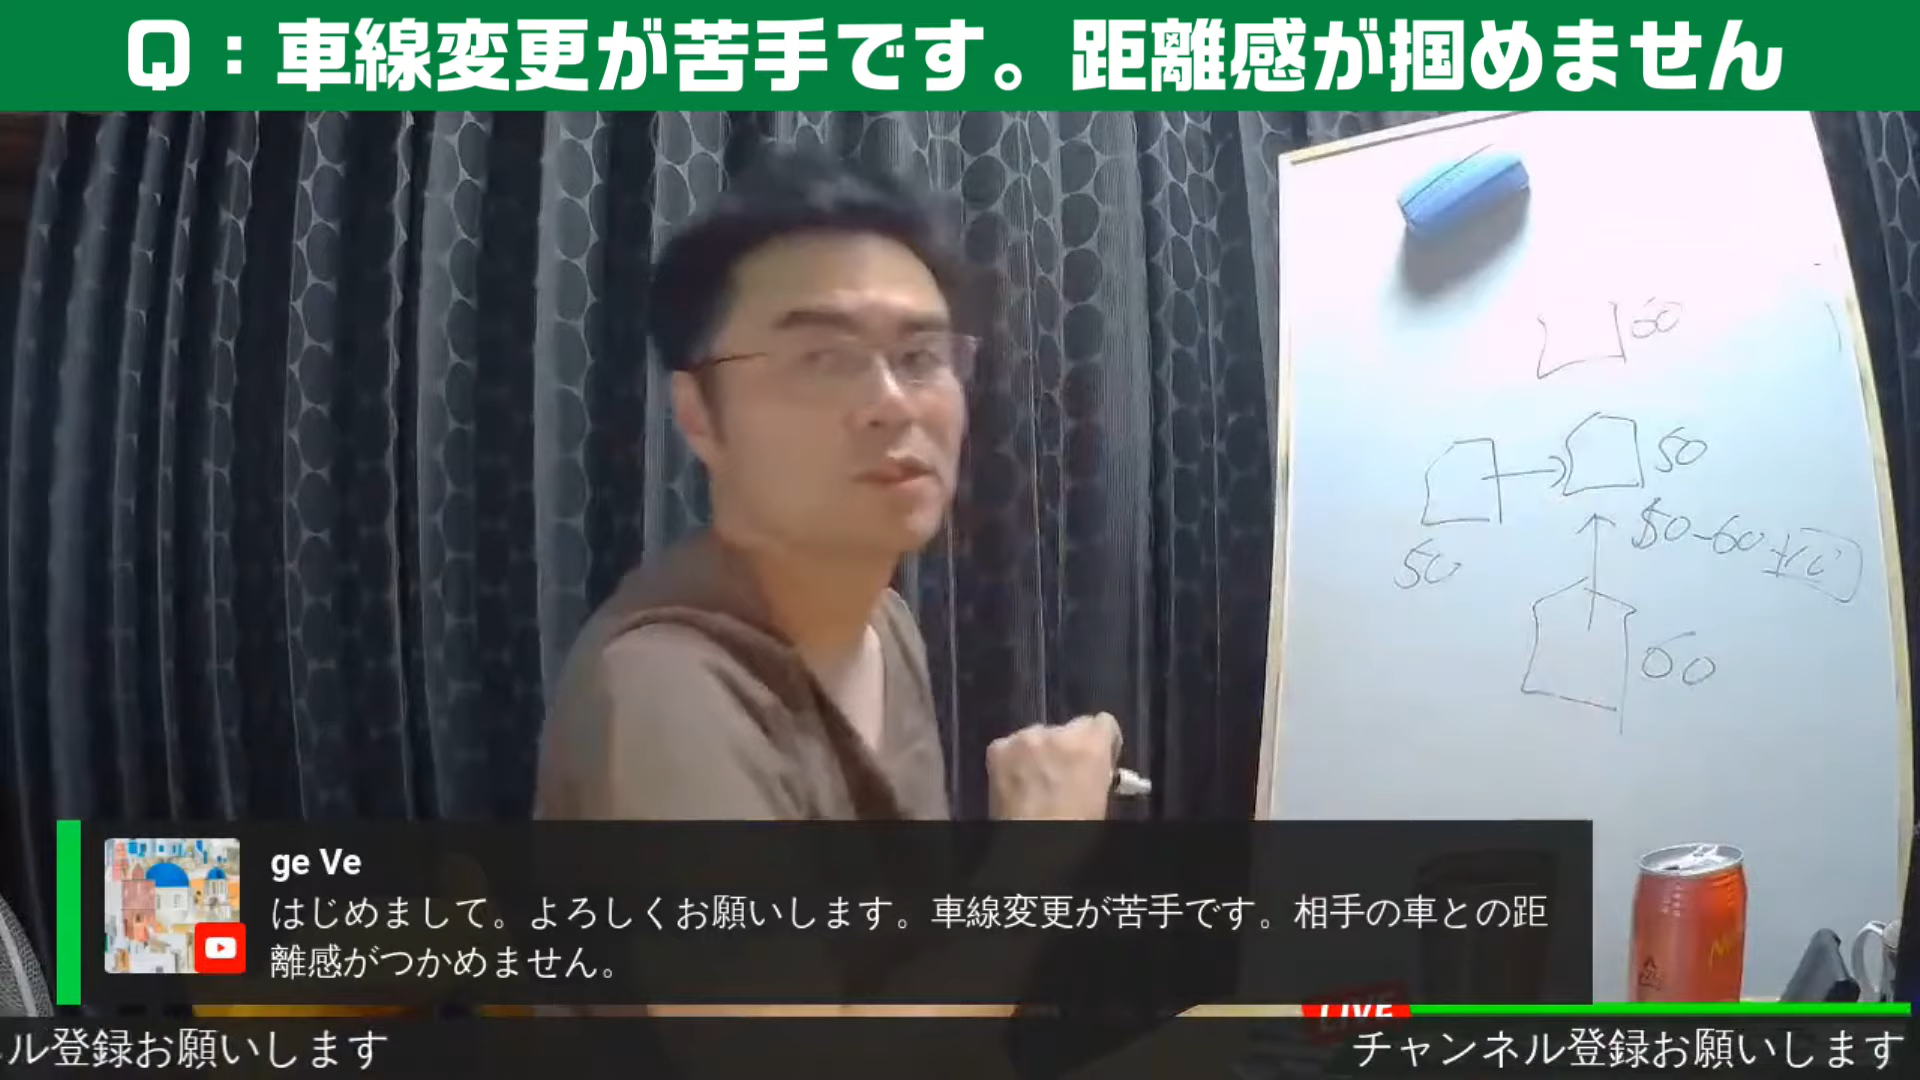 Q：車線変更が苦手です。距離感が掴めません
60
50
50
50-60
60
ge Ve
はじめまして。よろしくお願いします。車線変更が苦手です。相手の車との距
離感がつかめません。
LIVE
ル登録お願いします
チャンネル登録お願いします